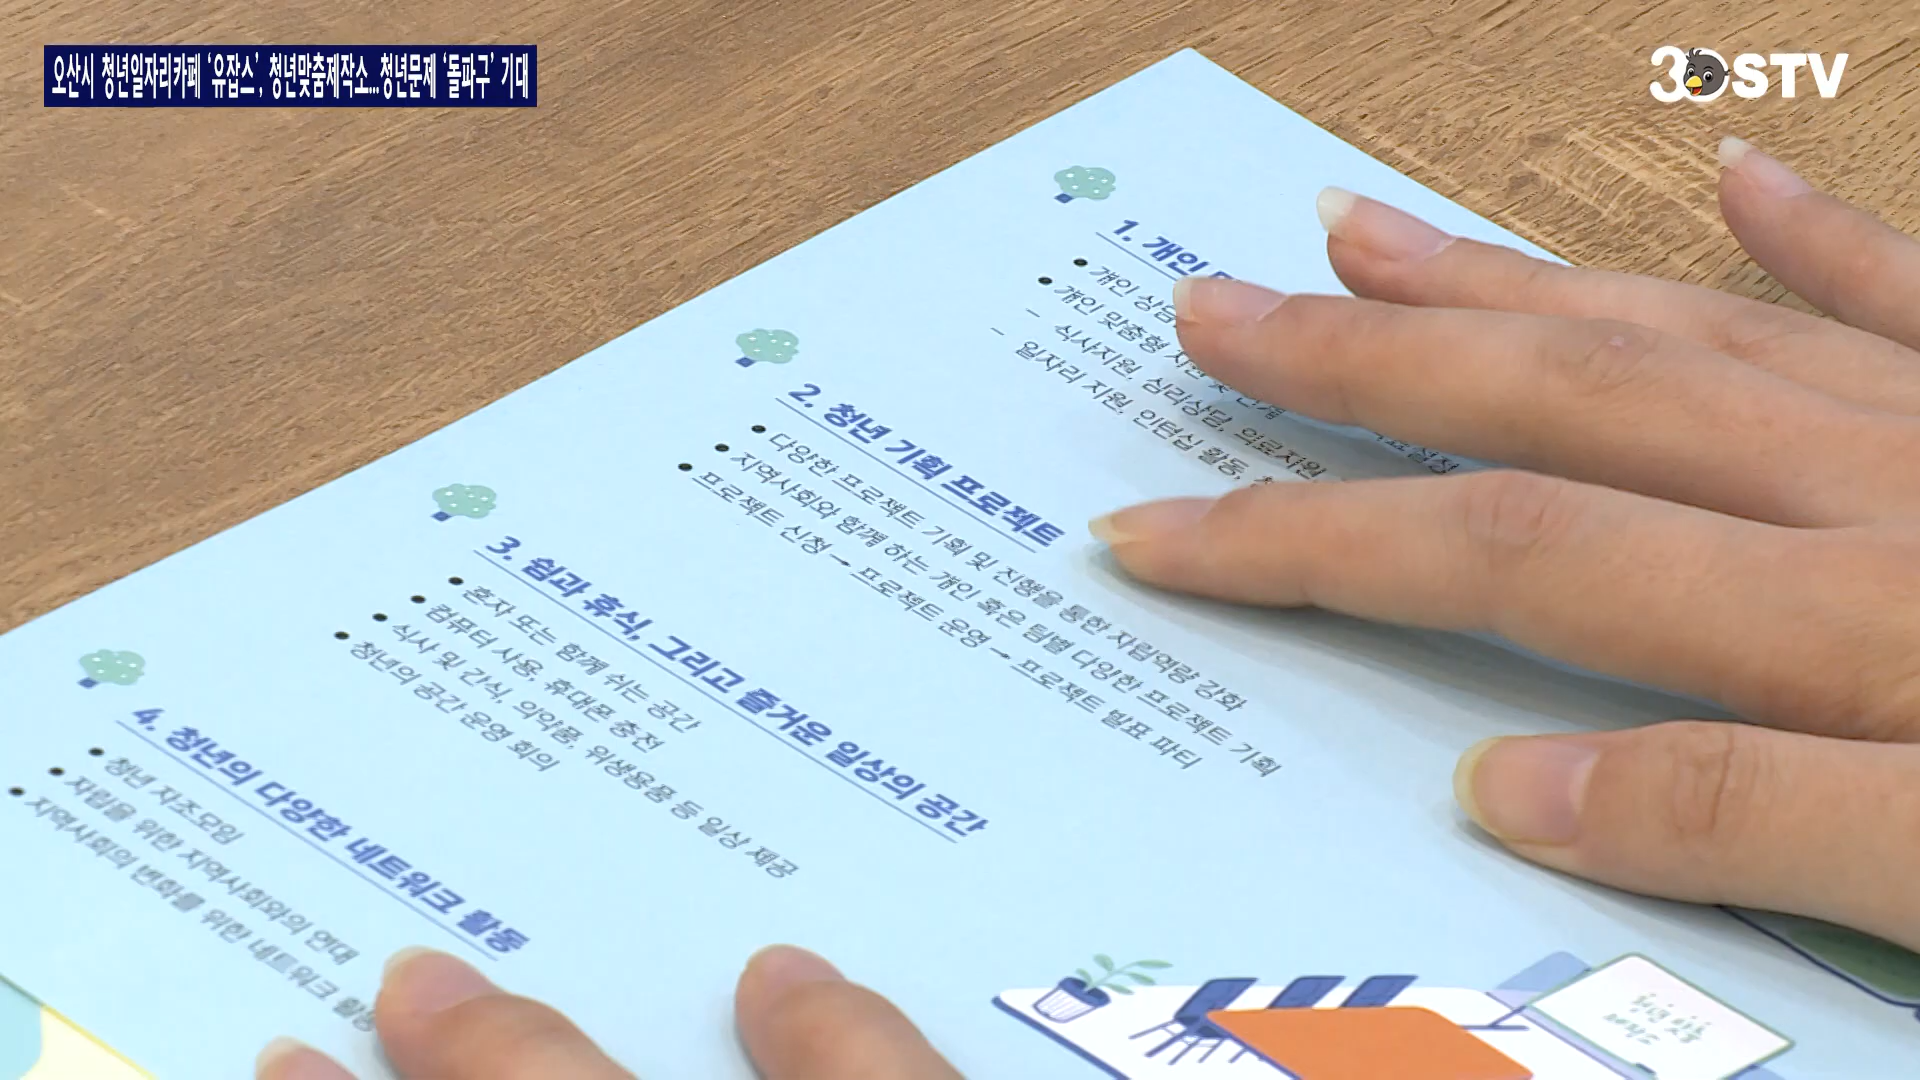 오산시 청년일자리카페 ‘유잡스’, 청년맞춤제작소...청년문제 ‘돌파구’ 기대
3OSTV
1. 개인
• 개인 상담,
• 개인 맞춤형 지원 및 연계
- 식사지원, 심리상담, 의료지원
- 일자리 지원, 인턴십 활동,
2. 청년 기획 프로젝트
• 다양한 프로젝트 기획 및 진행을 통한 자립역량 강화
• 지역사회와 함께 하는 개인 혹은 팀별 다양한 프로젝트 기획
• 프로젝트 신청 → 프로젝트 운영 → 프로젝트 발표 파티
3. 쉼과 휴식, 그리고 즐거운 일상의 공간
• 혼자 또는 함께 쉬는 공간
• 컴퓨터 사용, 휴대폰 충전
• 식사 및 간식, 의약품, 위생용품 등 일상 제공
• 청년의 공간 운영 회의
4. 청년의 다양한 네트워크 활동
• 청년 자조모임
• 자립을 위한 지역사회와의 연대
• 지역사회의 변화를 위한 네트워크 활동